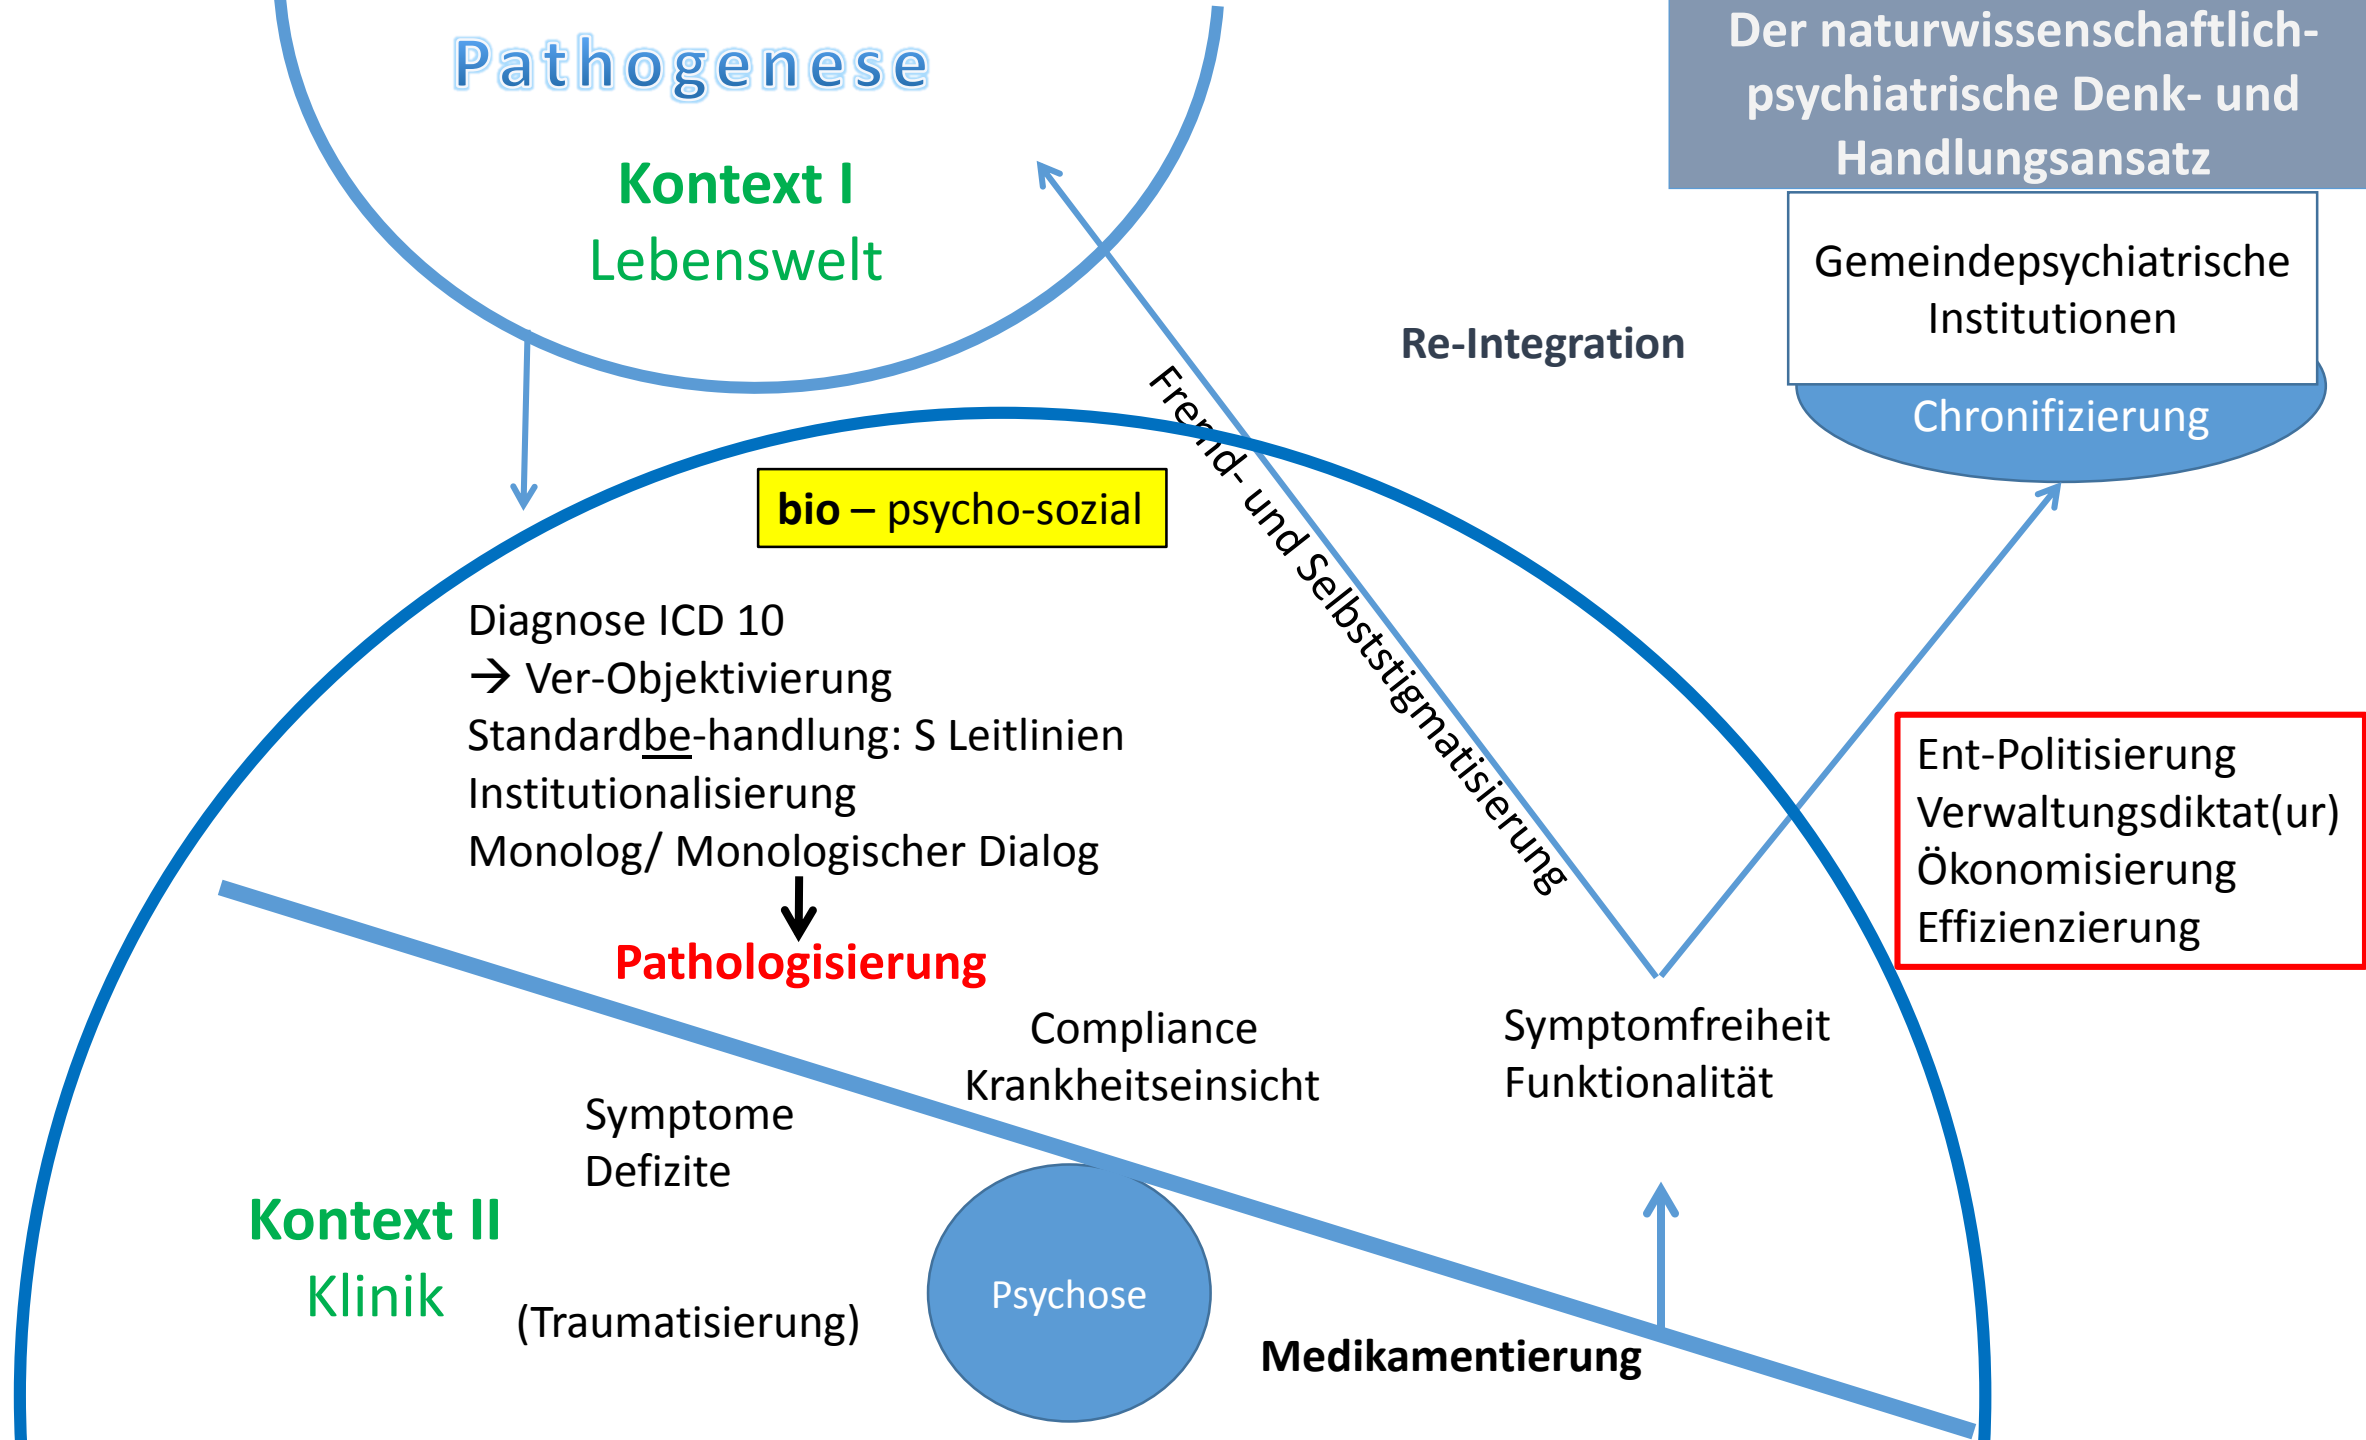 Der naturwissenschaftlich-
psychiatrische Denk- und
Handlungsansatz
Pathogenese
Kontext I
Lebenswelt
Gemeindepsychiatrische
Institutionen
Chronifizierung
Re-Integration
Fremd- und Selbststigmatisierung
bio – psycho-sozial
Diagnose ICD 10
→ Ver-Objektivierung
Standardbe-handlung: S Leitlinien
Institutionalisierung
Monolog/ Monologischer Dialog
Pathologisierung
Ent-Politisierung
Verwaltungsdiktat(ur)
Ökonomisierung
Effizienzierung
Compliance
Krankheitseinsicht
Symptomfreiheit
Funktionalität
Symptome
Defizite
Kontext II
Klinik
(Traumatisierung)
Psychose
Medikamentierung